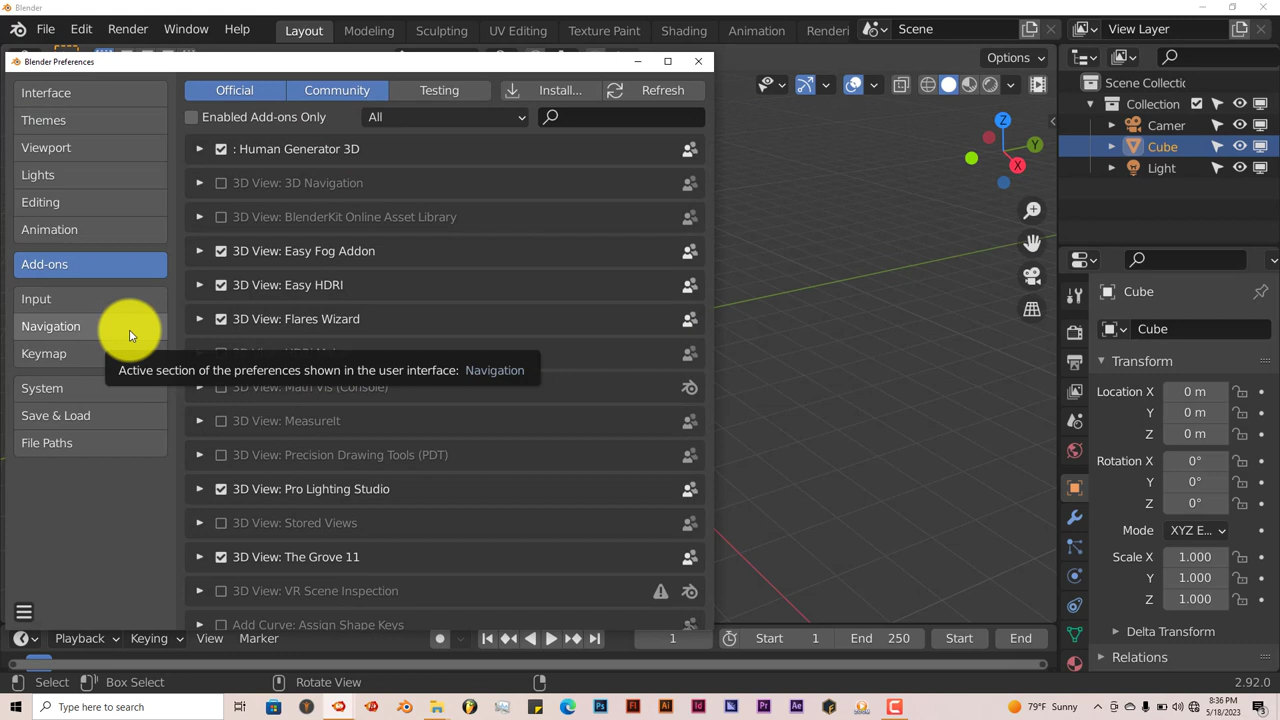 Blender
File Edit Render Window Help Layout Modeling Sculpting UV Editing Texture Paint Shading Animation Renderi Scene View Layer
Blender Preferences
Options
Interface
Themes
Viewport
Lights
Editing
Animation
Add-ons
Input
Navigation
Keymap
System
Save & Load
File Paths
Official Community Testing Install... Refresh
Enabled Add-ons Only All
: Human Generator 3D
3D View: 3D Navigation
3D View: BlenderKit Online Asset Library
3D View: Easy Fog Addon
3D View: Easy HDRI
3D View: Flares Wizard
Active section of the preferences shown in the user interface: Navigation
3D View: Math Vis (Console)
3D View: MeasureIt
3D View: Precision Drawing Tools (PDT)
3D View: Pro Lighting Studio
3D View: Stored Views
3D View: The Grove 11
3D View: VR Scene Inspection
Add Curve: Assign Shape Keys
Z
Y
X
Scene Collecti
Collection
Camer
Cube
Light
Cube
Cube
Transform
Location X 0 m
Y 0 m
Z 0 m
Rotation X 0°
Y 0°
Z 0°
Mode XYZ E...
Scale X 1.000
Y 1.000
Z 1.000
Delta Transform
Relations
Playback Keying View Marker 1 Start 1 End 250 Start End
Select Box Select Rotate View 2.92.0
Type here to search
79°F Sunny
8:36 PM
5/18/2023